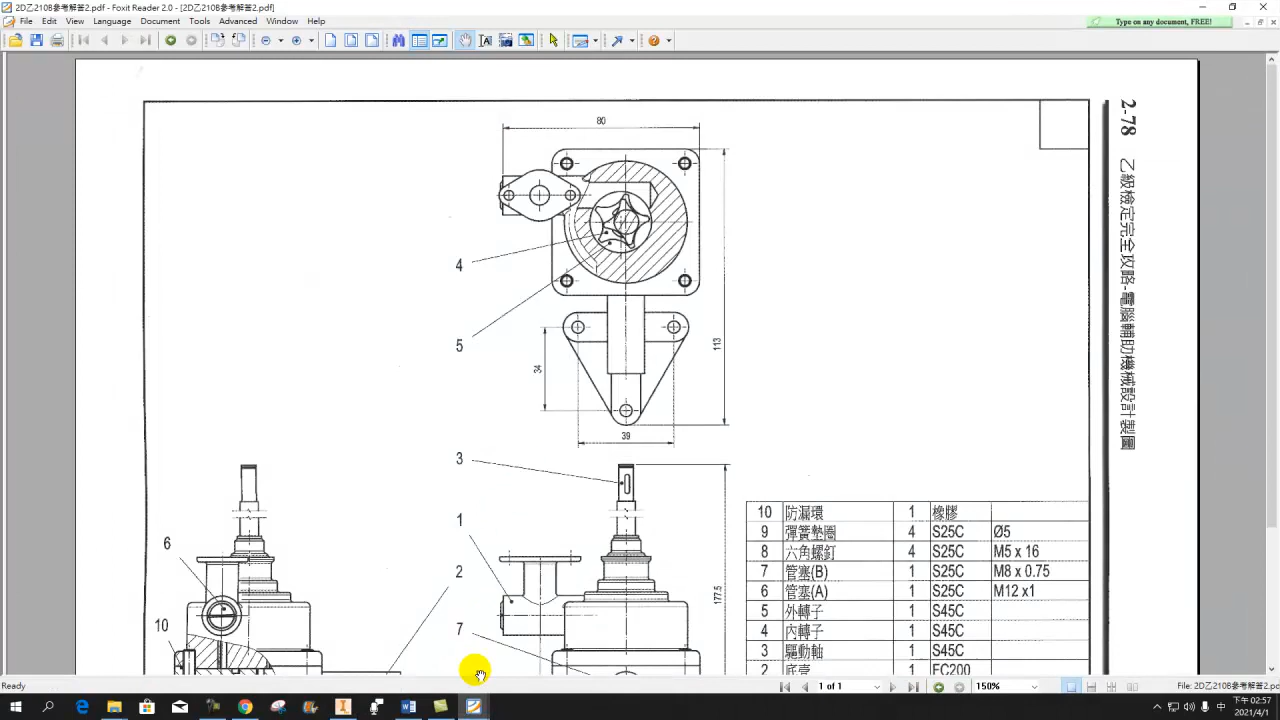 2D乙210B參考解答2.pdf - Foxit Reader 2.0 - [2D乙210B參考解答2.pdf]
File Edit View Language Document Tools Advanced Window Help
Type on any document, FREE!
2-78 乙級檢定完全攻略-電腦輔助機械設計製圖
80
4
5
113
34
39
3
1
6
2
177.5
10
7
10 防漏環 1 橡膠
9 彈簧墊圈 4 S25C Ø5
8 六角螺釘 4 S25C M5 x 16
7 管塞(B) 1 S25C M8 x 0.75
6 管塞(A) 1 S25C M12 x1
5 外轉子 1 S45C
4 內轉子 1 S45C
3 驅動軸 1 S45C
2 底壳 1 FC200
Ready
1 of 1
150%
File: 2D乙210B參考解答2.p
中
下午 02:57
2021/4/1